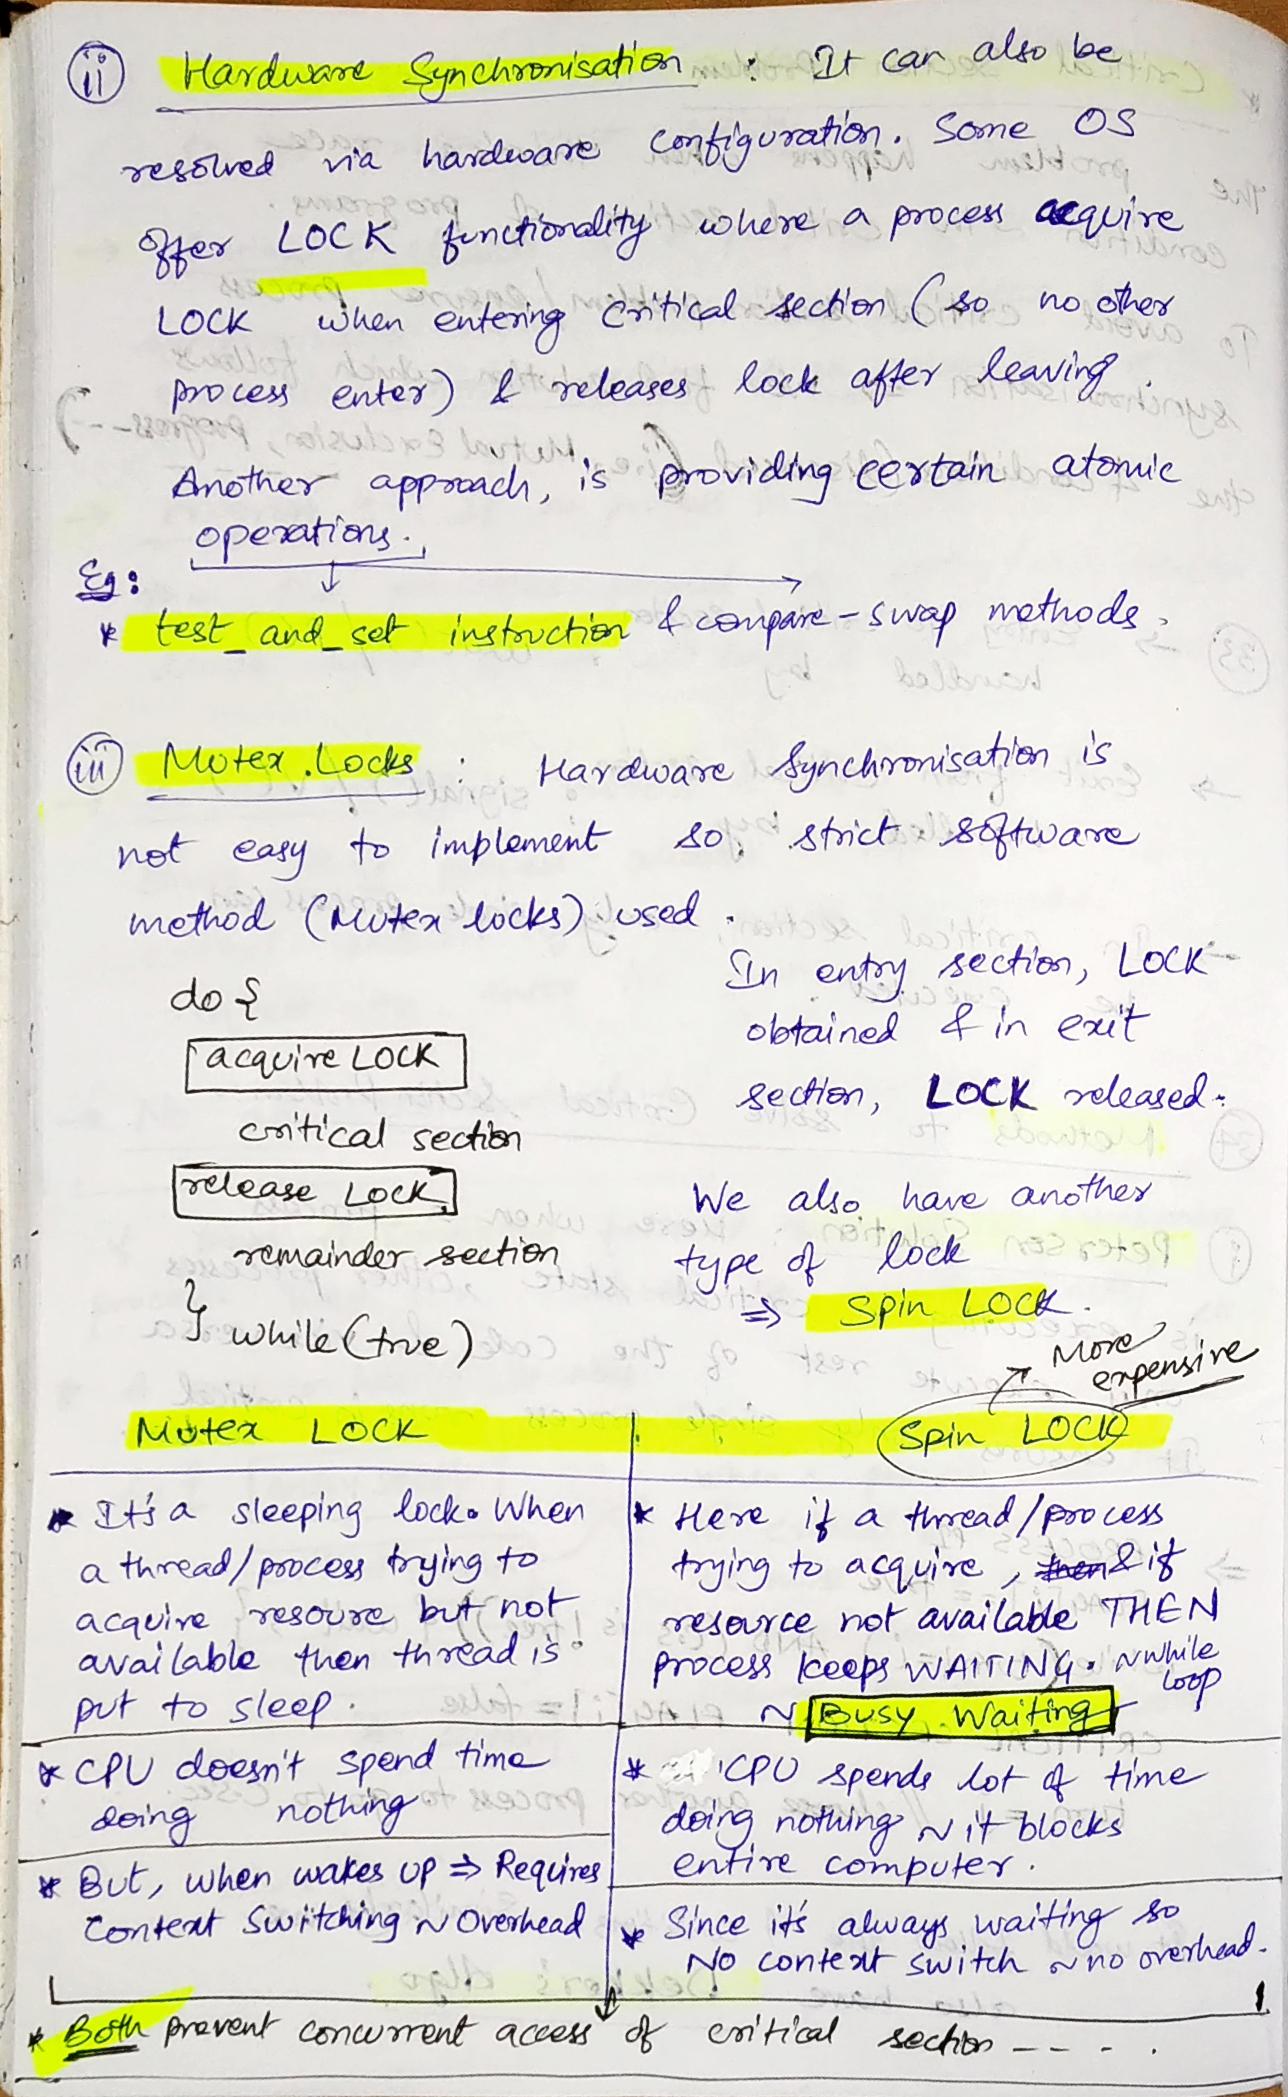 (ii) Hardware Synchronisation : It can also be
resolved via hardware configuration. Some OS
offer LOCK functionality where a process acquire
LOCK when entering critical section (so no other
process enter) & releases lock after leaving.
Another approach, is providing certain atomic
operations.
Eg:
* test_and_set instruction & compare-swap methods.
(iii) Mutex Locks : Hardware Synchronisation is
not easy to implement so, strict software
method (Mutex locks) used.
do {
acquire LOCK
critical section
release LOCK
remainder section
} while (true)
In entry section, LOCK
obtained & in exit
section, LOCK released.
We also have another
type of lock
⇒ Spin LOCK.
More
expensive
Mutex LOCK
* It's a sleeping lock. When
a thread/process trying to
acquire resoure but not
available then thread is
put to sleep.
* CPU doesn't spend time
doing nothing
* But, when wakes up ⇒ Requires
Context Switching ~ Overhead
Spin LOCK
* Here if a thread/process
trying to acquire, then & if
resource not available THEN
process keeps WAITING. ~ while
loop
~ Busy Waiting
* CPU spends lot of time
doing nothing ~ it blocks
entire computer.
* Since it's always waiting so
NO context switch ~ no overhead.
* Both prevent concurrent access of critical section ----.